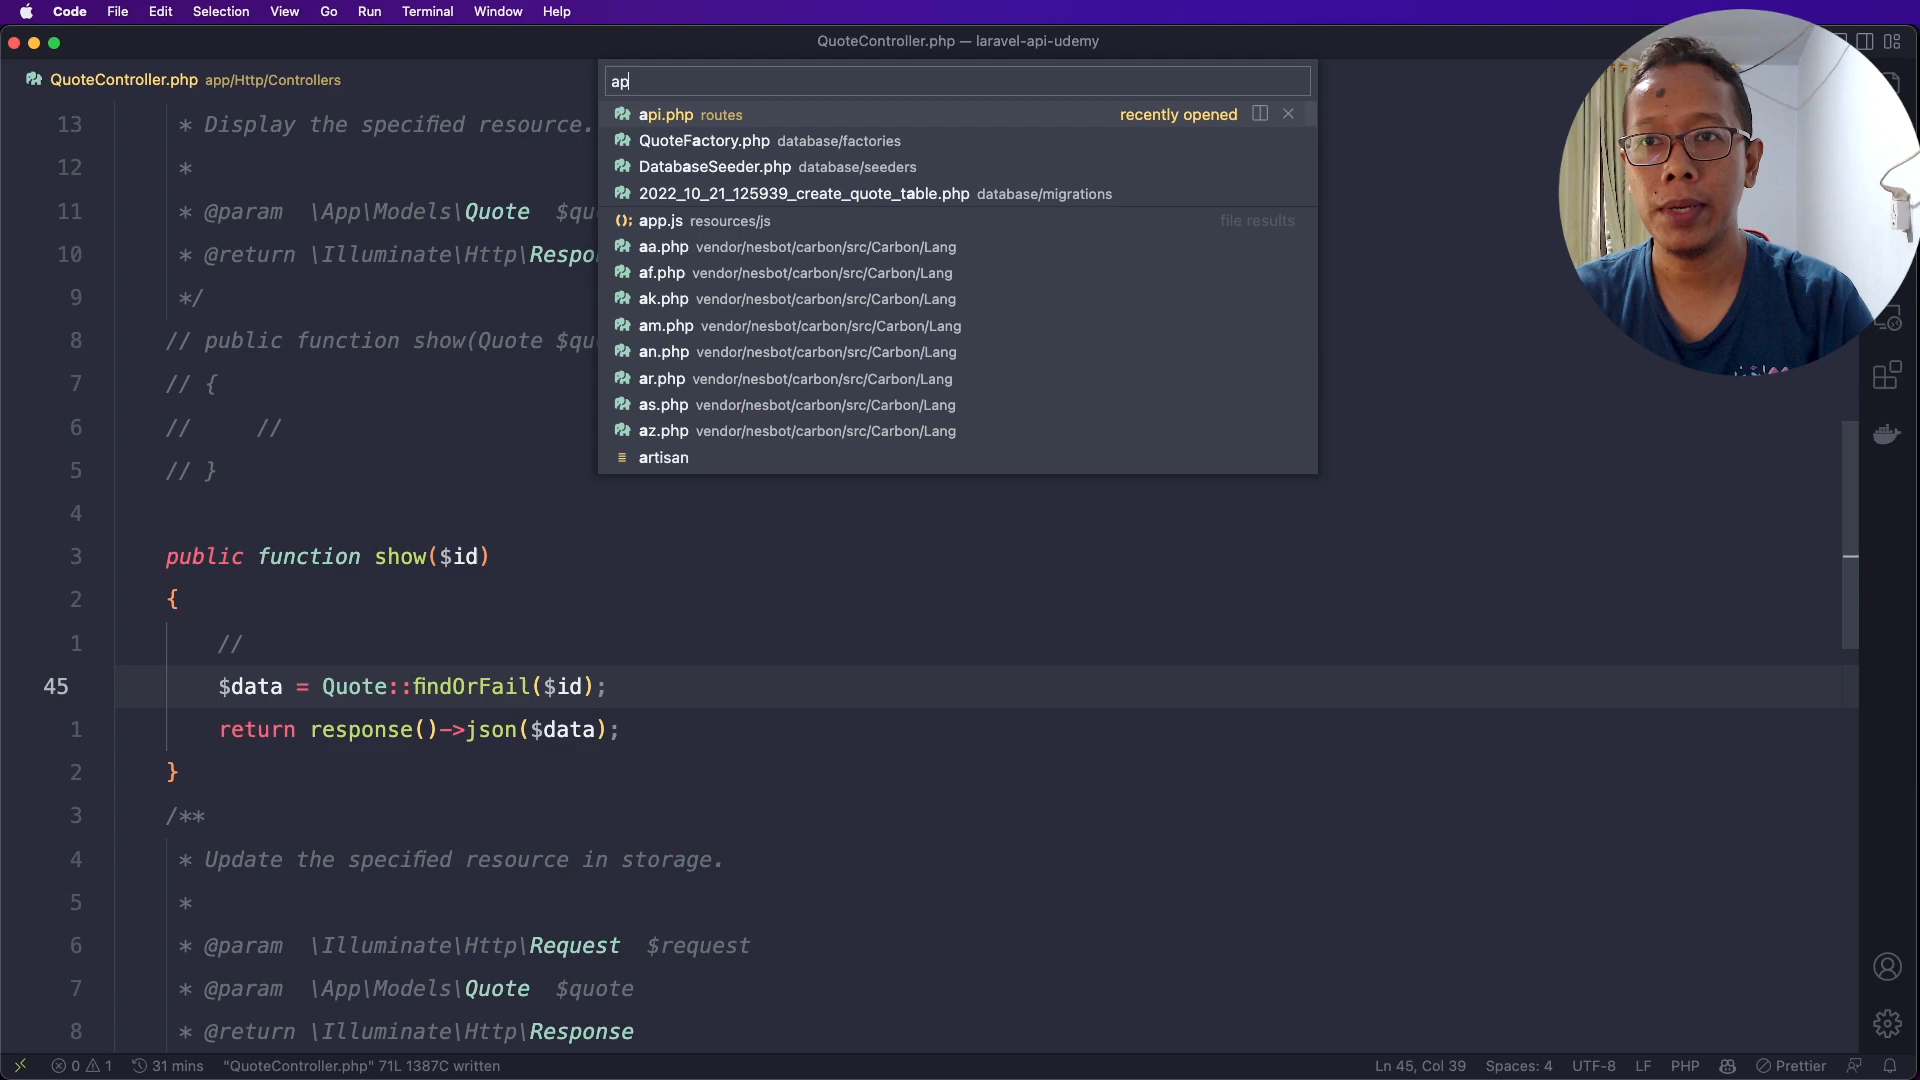 Code File Edit Selection View Go Run Terminal Window Help
QuoteController.php — laravel-api-udemy
QuoteController.php app/Http/Controllers
ap
api.php routes recently opened
QuoteFactory.php database/factories
DatabaseSeeder.php database/seeders
2022_10_21_125939_create_quote_table.php database/migrations
app.js resources/js file results
aa.php vendor/nesbot/carbon/src/Carbon/Lang
af.php vendor/nesbot/carbon/src/Carbon/Lang
ak.php vendor/nesbot/carbon/src/Carbon/Lang
am.php vendor/nesbot/carbon/src/Carbon/Lang
an.php vendor/nesbot/carbon/src/Carbon/Lang
ar.php vendor/nesbot/carbon/src/Carbon/Lang
as.php vendor/nesbot/carbon/src/Carbon/Lang
az.php vendor/nesbot/carbon/src/Carbon/Lang
artisan
13 * Display the specified resource.
12 *
11 * @param \App\Models\Quote $qu
10 * @return \Illuminate\Http\Respo
9 */
8 // public function show(Quote $qu
7 // {
6 // //
5 // }
4
3 public function show($id)
2 {
1 //
45 $data = Quote::findOrFail($id);
1 return response()->json($data);
2 }
3 /**
4 * Update the specified resource in storage.
5 *
6 * @param \Illuminate\Http\Request $request
7 * @param \App\Models\Quote $quote
8 * @return \Illuminate\Http\Response
0 1 31 mins "QuoteController.php" 71L 1387C written Ln 45, Col 39 Spaces: 4 UTF-8 LF PHP Prettier